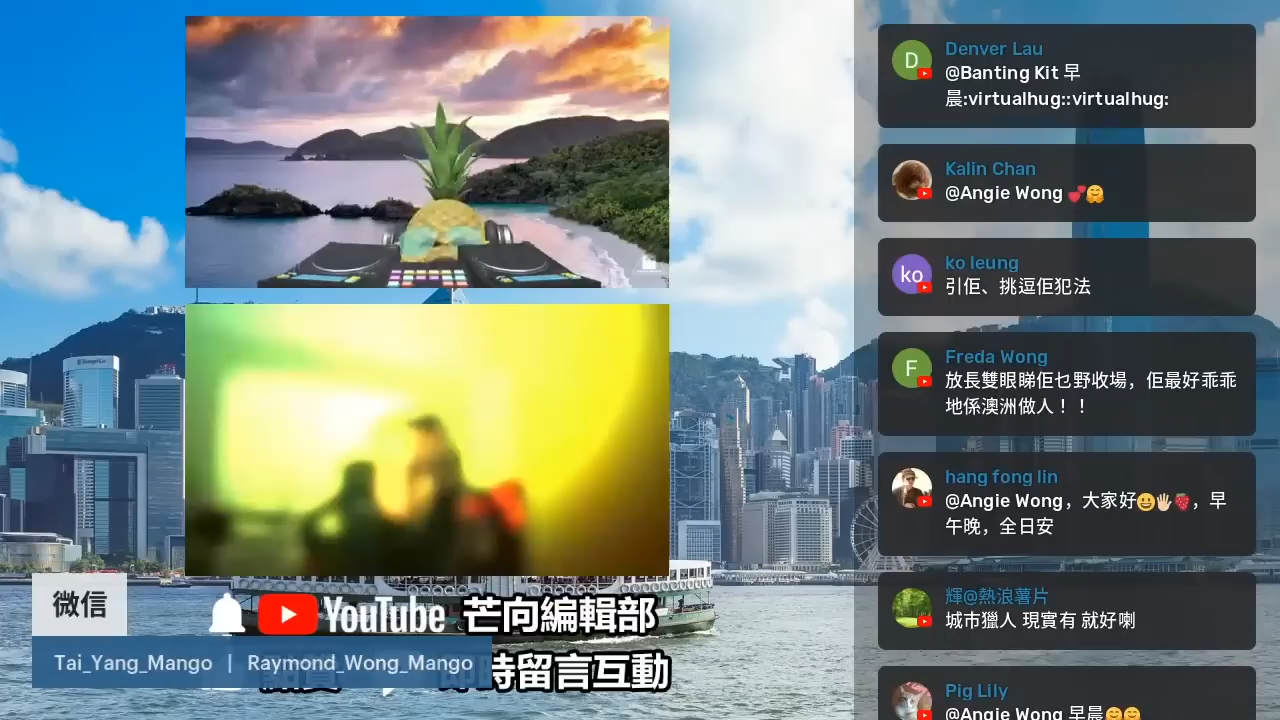 微信
Tai_Yang_Mango | Raymond_Wong_Mango
YouTube 芒向編輯部
時留言互動
D
Denver Lau
@Banting Kit 早
晨:virtualhug::virtualhug:
Kalin Chan
@Angie Wong 💕🤗
ko
ko leung
引佢、挑逗佢犯法
F
Freda Wong
放長雙眼睇佢乜野收場，佢最好乖乖
地係澳洲做人！！
hang fong lin
@Angie Wong，大家好😀🖐🏼🍓，早
午晚，全日安
輝@熱浪薯片
城市獵人 現實有 就好喇
Pig Lily
@Angie Wong 早晨🤗🤗